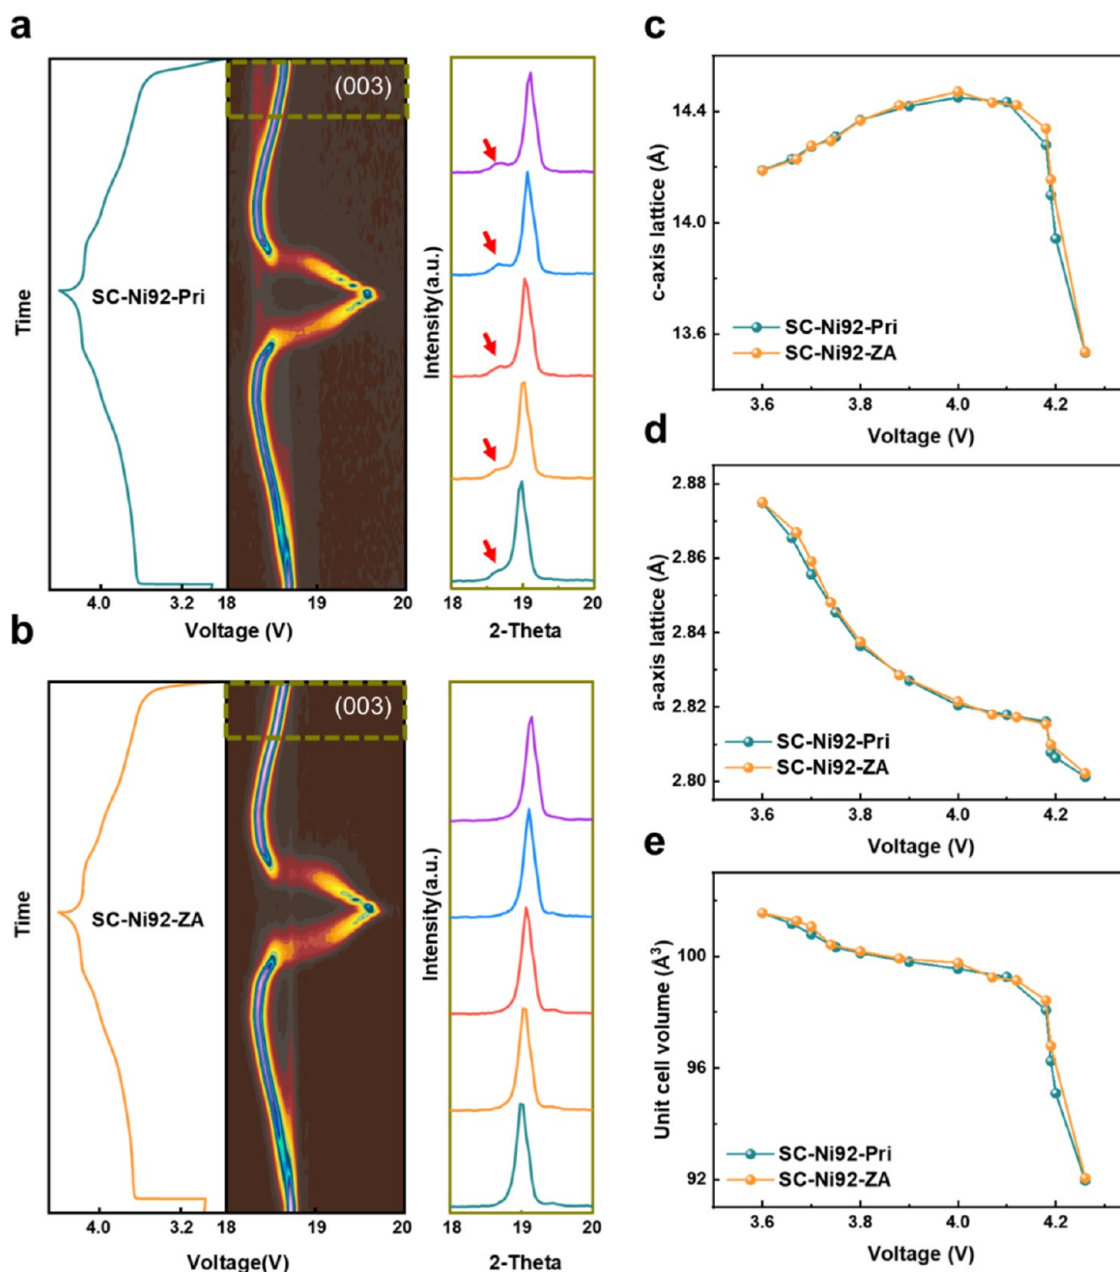 a
(003)
SC-Ni92-Pri
Time
4.0 3.2 18 19 20
Voltage (V)
Intensity(a.u.)
18 19 20
2-Theta
b
(003)
SC-Ni92-ZA
Time
4.0 3.2 18 19 20
Voltage(V)
Intensity(a.u.)
18 19 20
2-Theta
c
14.4
14.0
13.6
c-axis lattice (Å)
SC-Ni92-Pri
SC-Ni92-ZA
3.6 3.8 4.0 4.2
Voltage (V)
d
2.88
2.86
2.84
2.82
2.80
a-axis lattice (Å)
SC-Ni92-Pri
SC-Ni92-ZA
3.6 3.8 4.0 4.2
Voltage (V)
e
100
96
92
Unit cell volume (Å³)
SC-Ni92-Pri
SC-Ni92-ZA
3.6 3.8 4.0 4.2
Voltage (V)